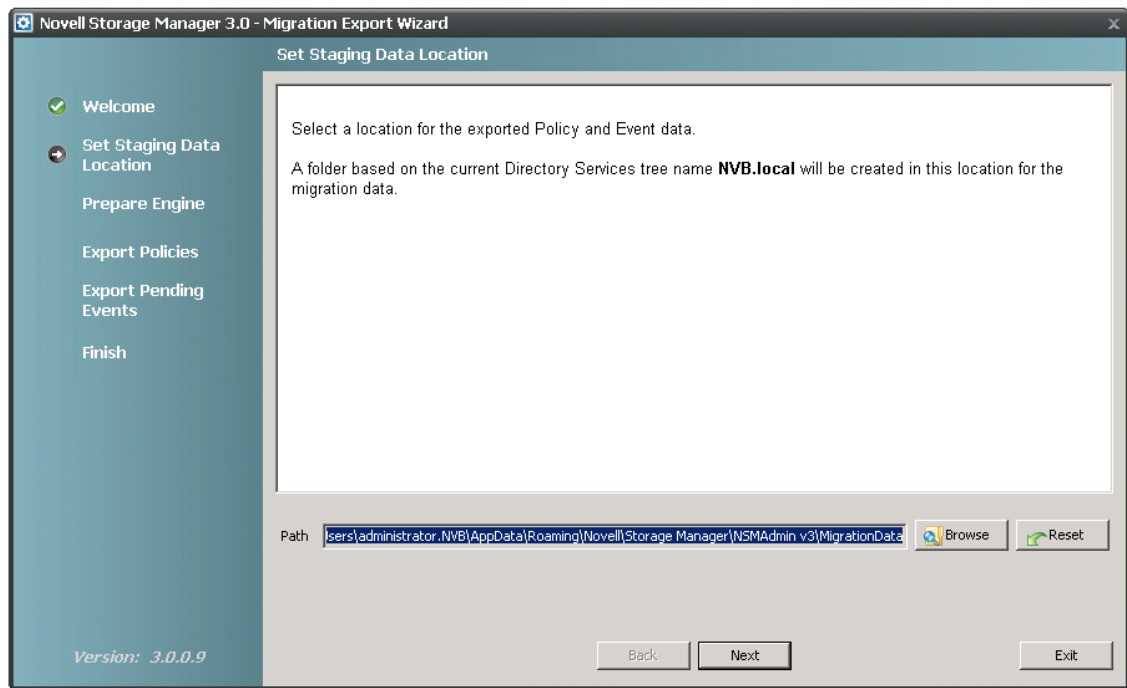 Novell Storage Manager 3.0 - Migration Export Wizard
Set Staging Data Location
Welcome
Set Staging Data
Location
Prepare Engine
Export Policies
Export Pending
Events
Finish
Version: 3.0.0.9
Select a location for the exported Policy and Event data.
A folder based on the current Directory Services tree name NVB.local will be created in this location for the
migration data.
Path sers\administrator.NVB\AppData\Roaming\Novell\Storage Manager\NSMAdmin v3\MigrationData Browse Reset
Back Next Exit